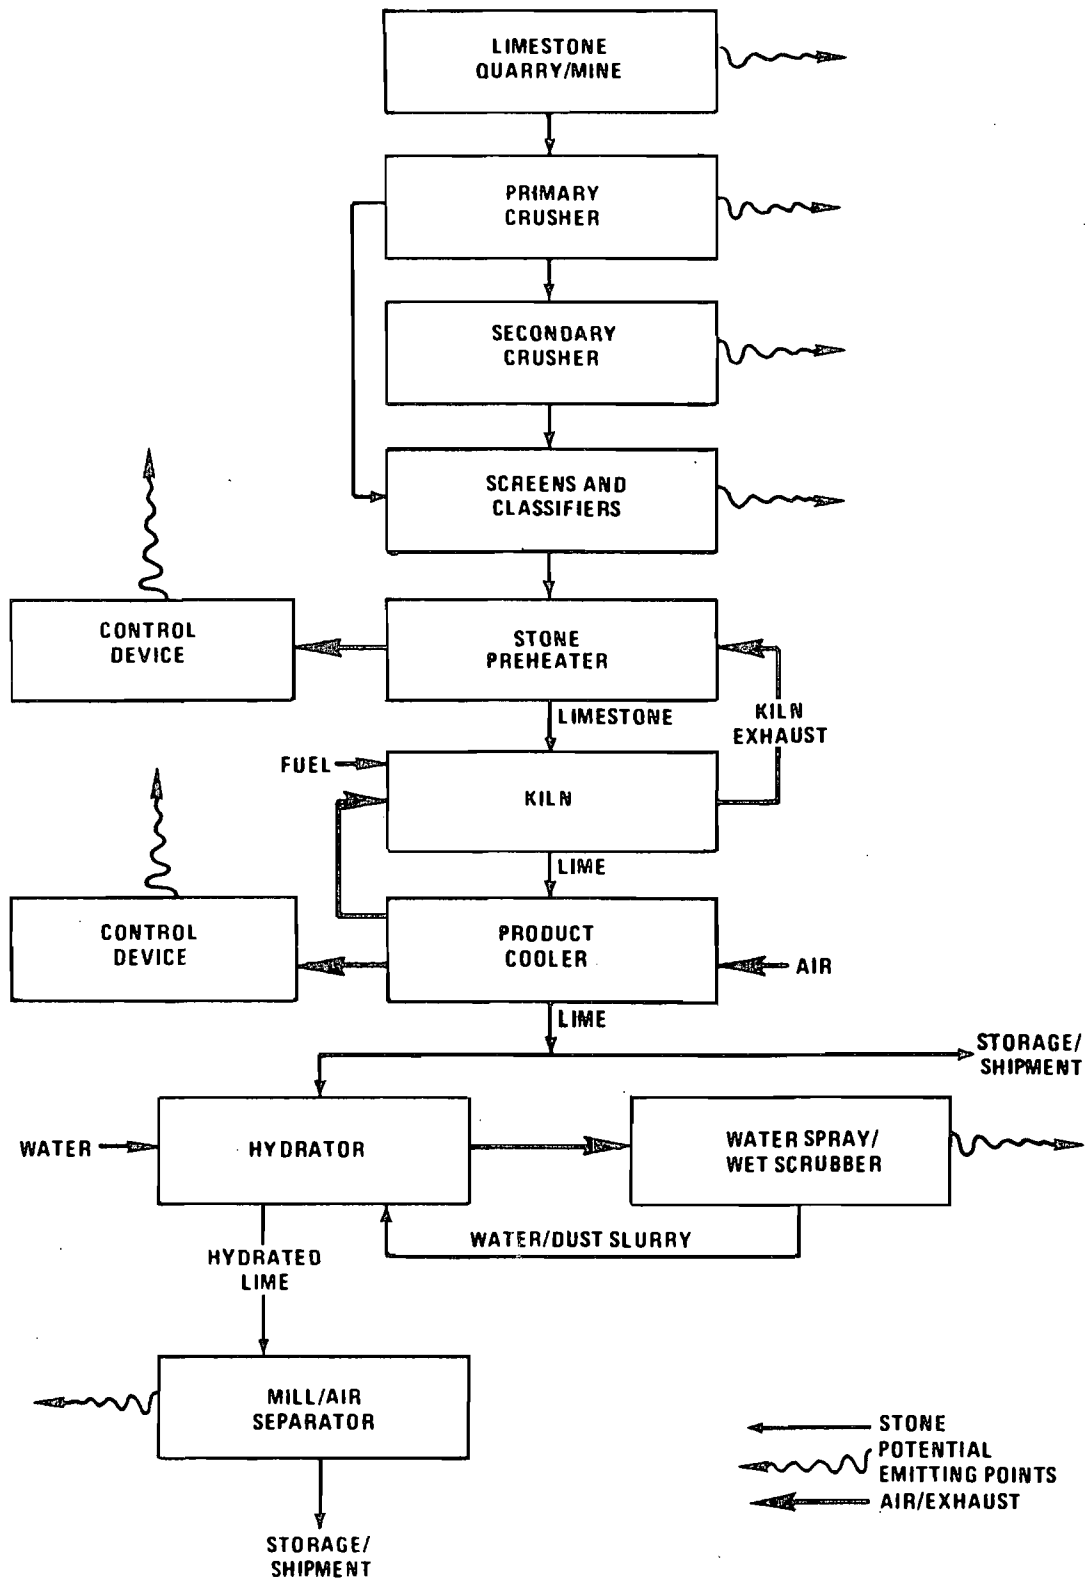 LIMESTONE
QUARRY/MINE
PRIMARY
CRUSHER
SECONDARY
CRUSHER
SCREENS AND
CLASSIFIERS
CONTROL
DEVICE
STONE
PREHEATER
LIMESTONE
KILN
EXHAUST
FUEL
KILN
LIME
CONTROL
DEVICE
PRODUCT
COOLER
AIR
LIME
STORAGE/
SHIPMENT
WATER
HYDRATOR
WATER SPRAY/
WET SCRUBBER
WATER/DUST SLURRY
HYDRATED
LIME
MILL/AIR
SEPARATOR
STORAGE/
SHIPMENT
STONE
POTENTIAL
EMITTING POINTS
AIR/EXHAUST